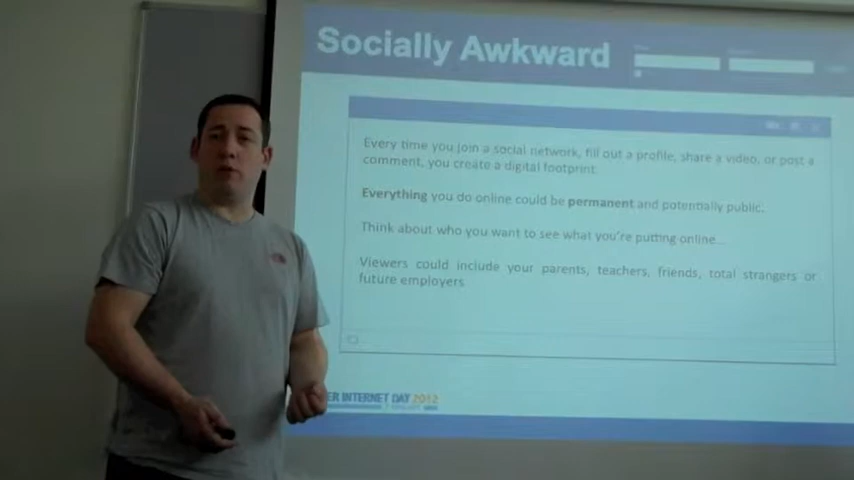 Socially Awkward
Every time you join a social network, fill out a profile, share a video, or post a
comment, you create a digital footprint.
Everything you do online could be permanent and potentially public.
Think about who you want to see what you're putting online...
Viewers could include your parents, teachers, friends, total strangers or
future employers.
ER INTERNET DAY 2012